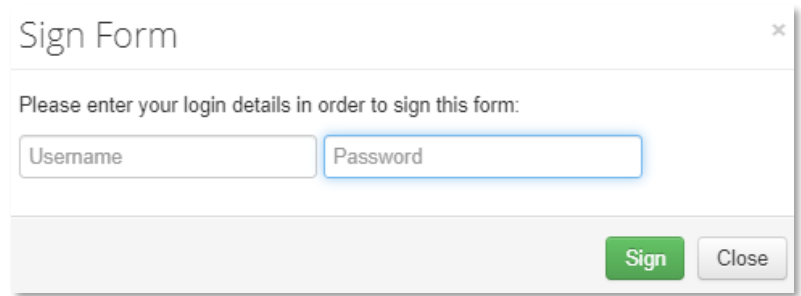 Sign Form ×
Please enter your login details in order to sign this form:
Username Password
Sign Close